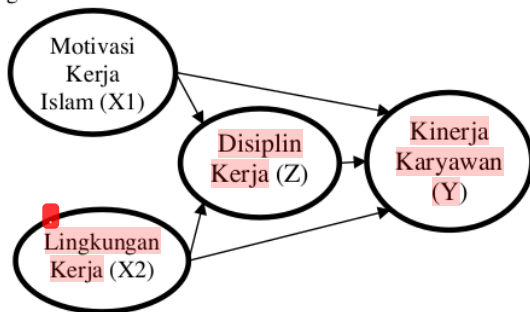 Motivasi
Kerja
Islam (X1)
Disiplin
Kerja (Z)
Kinerja
Karyawan
(Y)
Lingkungan
Kerja (X2)